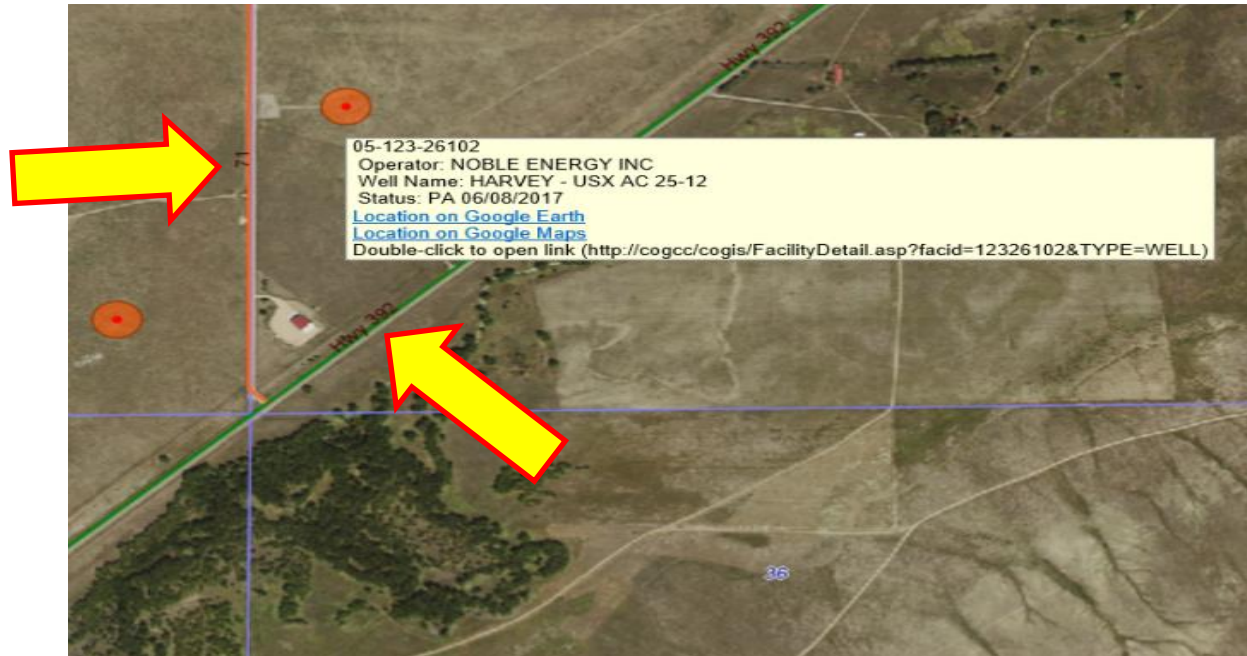 Hwy 392
71
05-123-26102
Operator: NOBLE ENERGY INC
Well Name: HARVEY - USX AC 25-12
Status: PA 06/08/2017
Location on Google Earth
Location on Google Maps
Double-click to open link (http://cogcc/cogis/FacilityDetail.asp?facid=12326102&TYPE=WELL)
Hwy 392
36